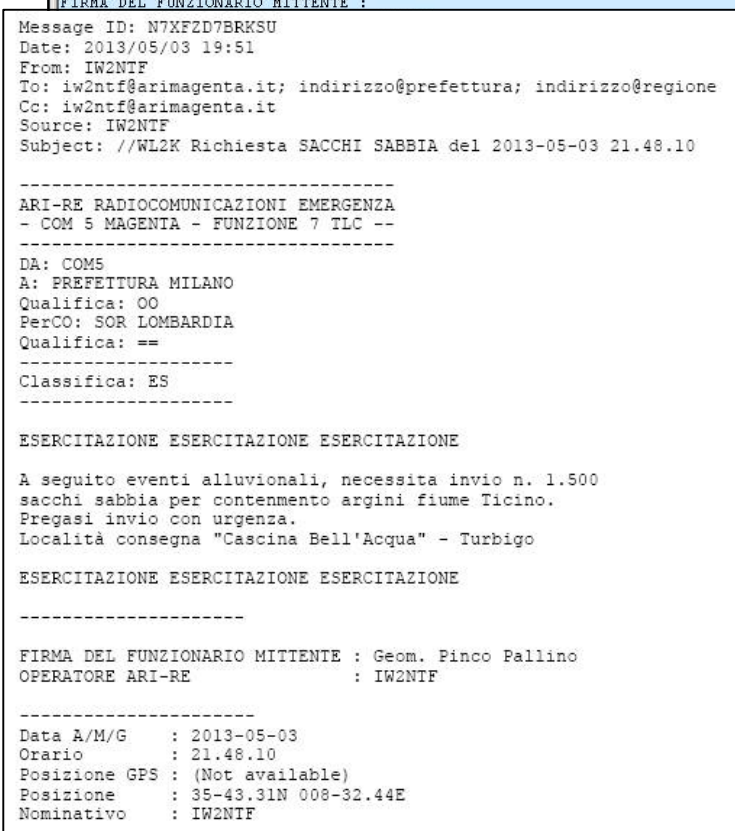 FIRMA DEL FUNZIONARIO MITTENTE :
Message ID: N7XFZD7BRKSU
Date: 2013/05/03 19:51
From: IW2NTF
To: iw2ntf@arimagenta.it; indirizzo@prefettura; indirizzo@regione
Cc: iw2ntf@arimagenta.it
Source: IW2NTF
Subject: //WL2K Richiesta SACCHI SABBIA del 2013-05-03 21.48.10
-----------------------------------
ARI-RE RADIOCOMUNICAZIONI EMERGENZA
- COM 5 MAGENTA - FUNZIONE 7 TLC --
-----------------------------------
DA: COM5
A: PREFETTURA MILANO
Qualifica: OO
PerCO: SOR LOMBARDIA
Qualifica: ==
--------------------
Classifica: ES
--------------------
ESERCITAZIONE ESERCITAZIONE ESERCITAZIONE
A seguito eventi alluvionali, necessita invio n. 1.500
sacchi sabbia per contenmento argini fiume Ticino.
Pregasi invio con urgenza.
Località consegna "Cascina Bell'Acqua" - Turbigo
ESERCITAZIONE ESERCITAZIONE ESERCITAZIONE
---------------------
FIRMA DEL FUNZIONARIO MITTENTE : Geom. Pinco Pallino
OPERATORE ARI-RE : IW2NTF
----------------------
Data A/M/G : 2013-05-03
Orario : 21.48.10
Posizione GPS : (Not available)
Posizione : 35-43.31N 008-32.44E
Nominativo : IW2NTF